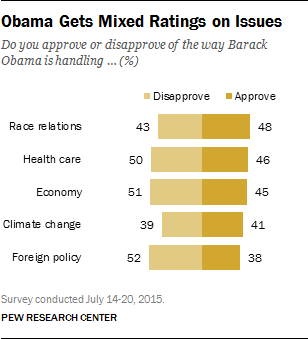 Obama Gets Mixed Ratings on Issues
Do you approve or disapprove of the way Barack
Obama is handling ... (%)
Disapprove Approve
Race relations 43 48
Health care 50 46
Economy 51 45
Climate change 39 41
Foreign policy 52 38
Survey conducted July 14-20, 2015.
PEW RESEARCH CENTER